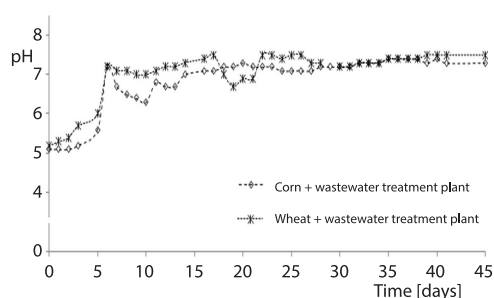 8
pH
7
6
5
4
0
0 5 10 15 20 25 30 35 40 45
Time [days]
Corn + wastewater treatment plant
Wheat + wastewater treatment plant